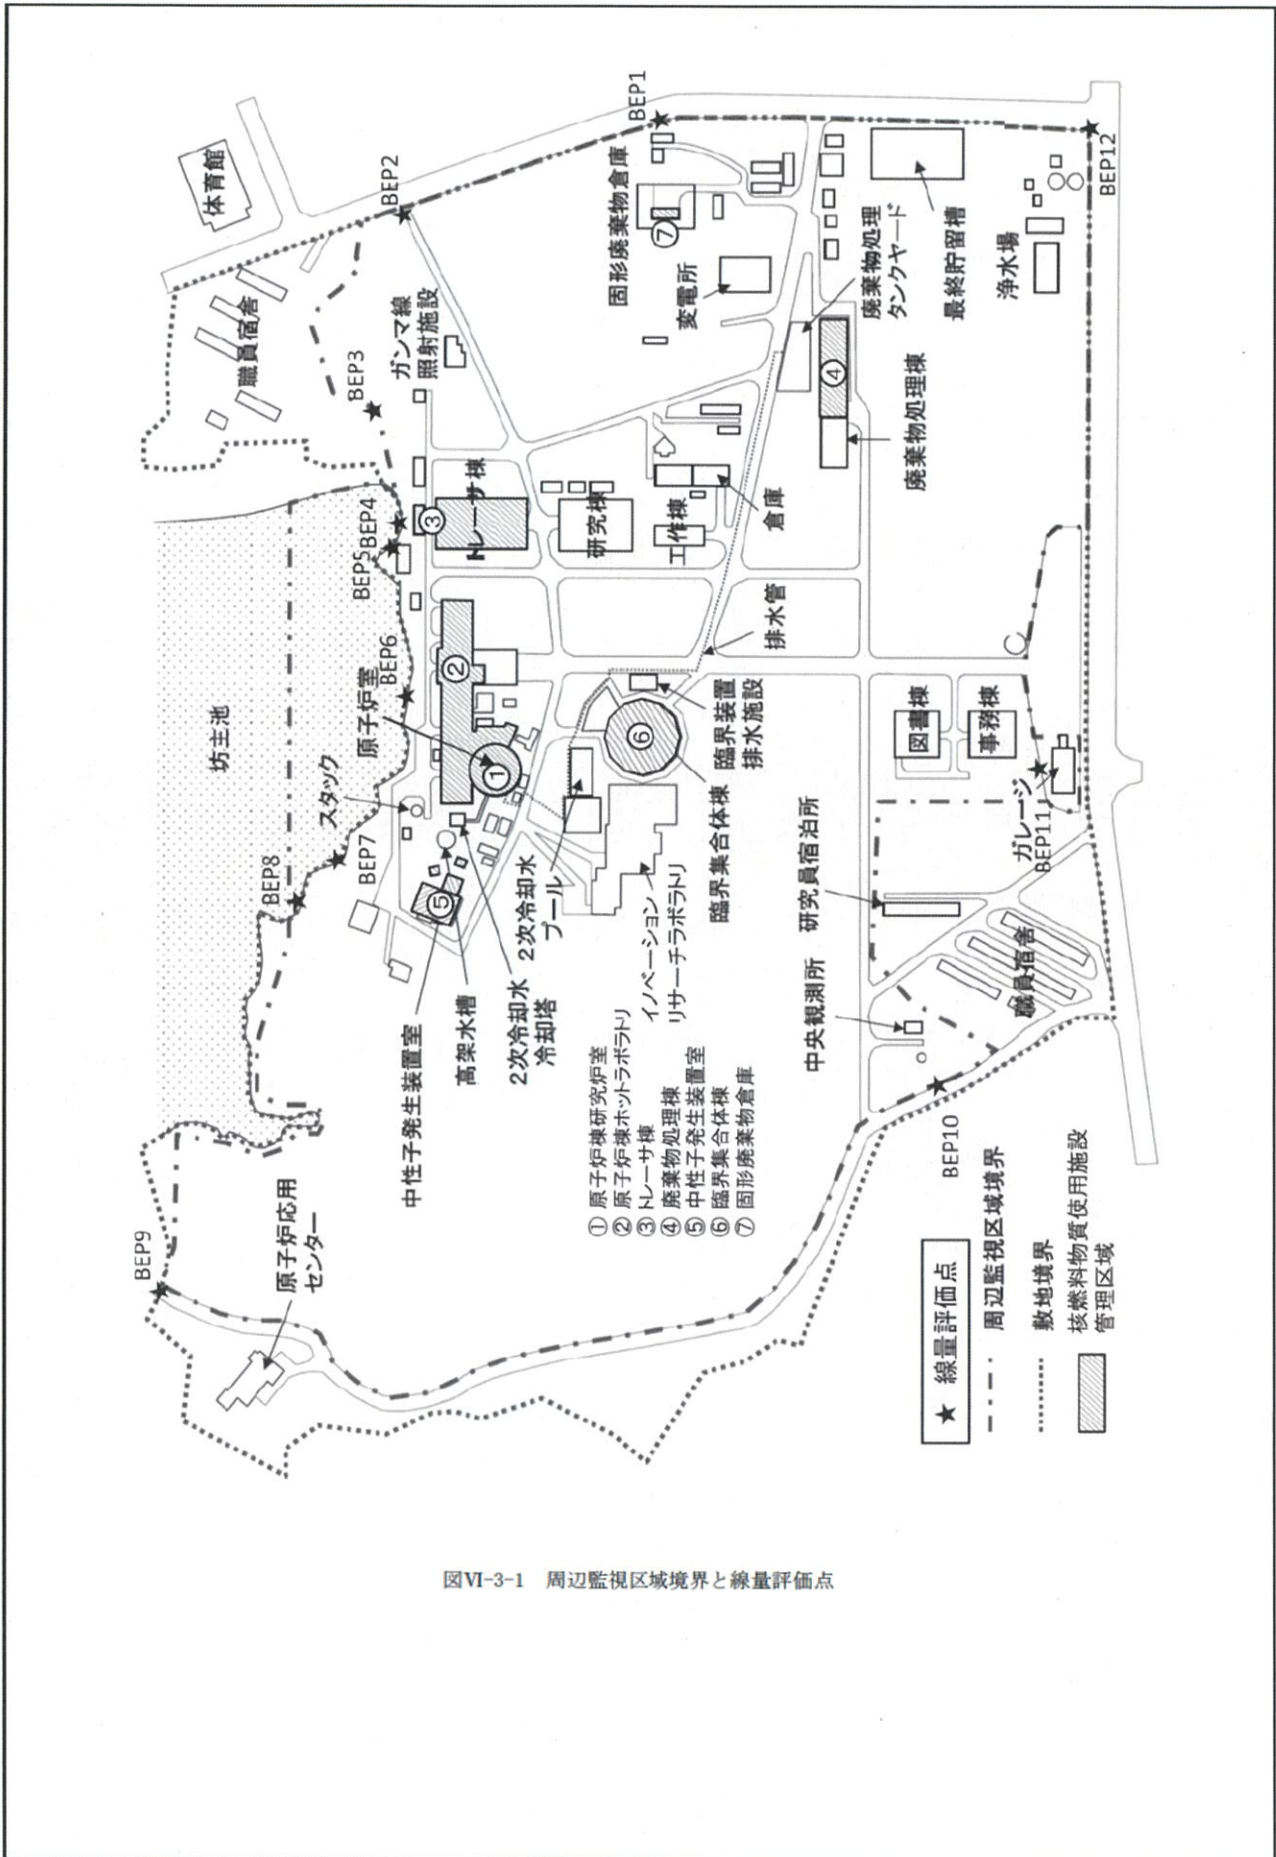 体育館
BEP1
BEP2
職員宿舎
BEP3
ガンマ線
照射施設
固形廃棄物倉庫
⑦
変電所
廃棄物処理
タンクヤード
最終貯留槽
浄水場
BEP12
BEP4
BEP5
③
トレーサ棟
研究棟
工作棟
倉庫
④
廃棄物処理棟
坊主池
BEP6
原子炉室
②
①
排水管
⑥
臨界装置
排水施設
臨界集合体棟
図書棟
事務棟
ガレージ
BEP11
スタック
BEP7
BEP8
⑤
2次冷却水
プール
イノベーション
リサーチラボラトリ
研究員宿泊所
職員宿舎
中央観測所
中性子発生装置室
高架水槽
2次冷却水
冷却塔
BEP9
原子炉応用
センター
BEP10
① 原子炉棟研究炉室
② 原子炉棟ホットラボラトリ
③ トレーサ棟
④ 廃棄物処理棟
⑤ 中性子発生装置室
⑥ 臨界集合体棟
⑦ 固形廃棄物倉庫
★ 線量評価点
周辺監視区域境界
敷地境界
核燃料物質使用施設
管理区域
図Ⅵ-3-1 周辺監視区域境界と線量評価点